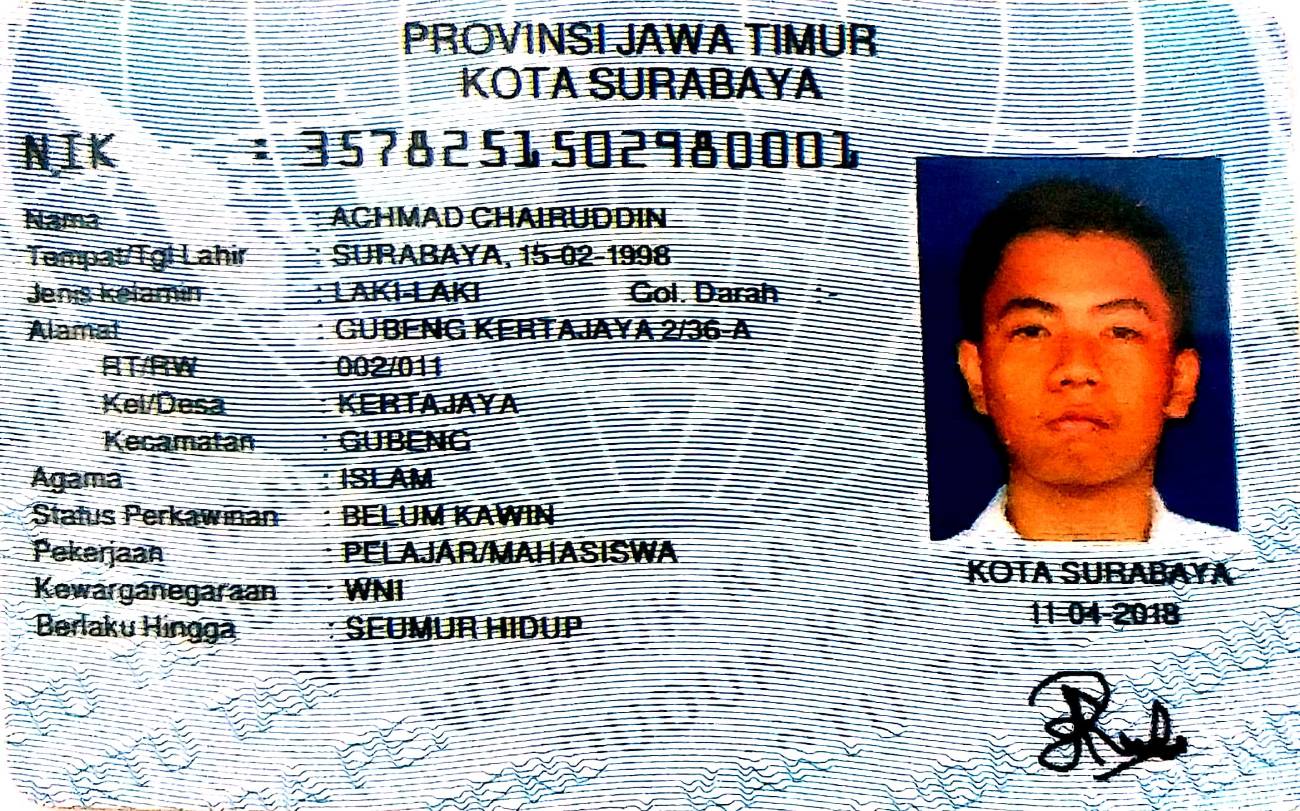 PROVINSI JAWA TIMUR
KOTA SURABAYA
NIK : 3578251502980001
Nama : ACHMAD CHAIRUDDIN
Tempat/Tgl Lahir : SURABAYA, 15-02-1998
Jenis kelamin : LAKI-LAKI Gol. Darah : -
Alamat : GUBENG KERTAJAYA 2/36-A
RT/RW : 002/011
Kel/Desa : KERTAJAYA
Kecamatan : GUBENG
Agama : ISLAM
Status Perkawinan : BELUM KAWIN
Pekerjaan : PELAJAR/MAHASISWA
Kewarganegaraan : WNI
Berlaku Hingga : SEUMUR HIDUP
KOTA SURABAYA
11-04-2018